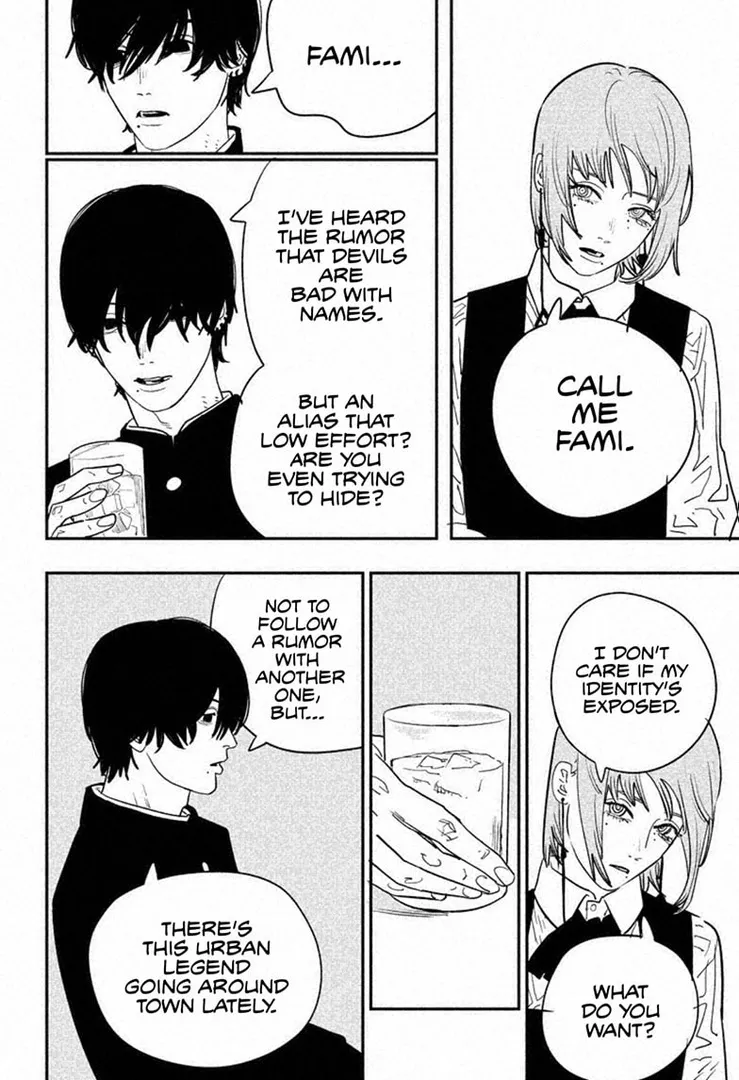 CALL
ME
FAMI.
FAMI...
I'VE HEARD
THE RUMOR
THAT DEVILS
ARE
BAD WITH
NAMES.
BUT AN
ALIAS THAT
LOW EFFORT?
ARE YOU
EVEN TRYING
TO HIDE?
I DON'T
CARE IF MY
IDENTITY'S
EXPOSED.
WHAT
DO YOU
WANT?
NOT TO
FOLLOW
A RUMOR
WITH
ANOTHER
ONE,
BUT...
THERE'S
THIS URBAN
LEGEND
GOING AROUND
TOWN LATELY.